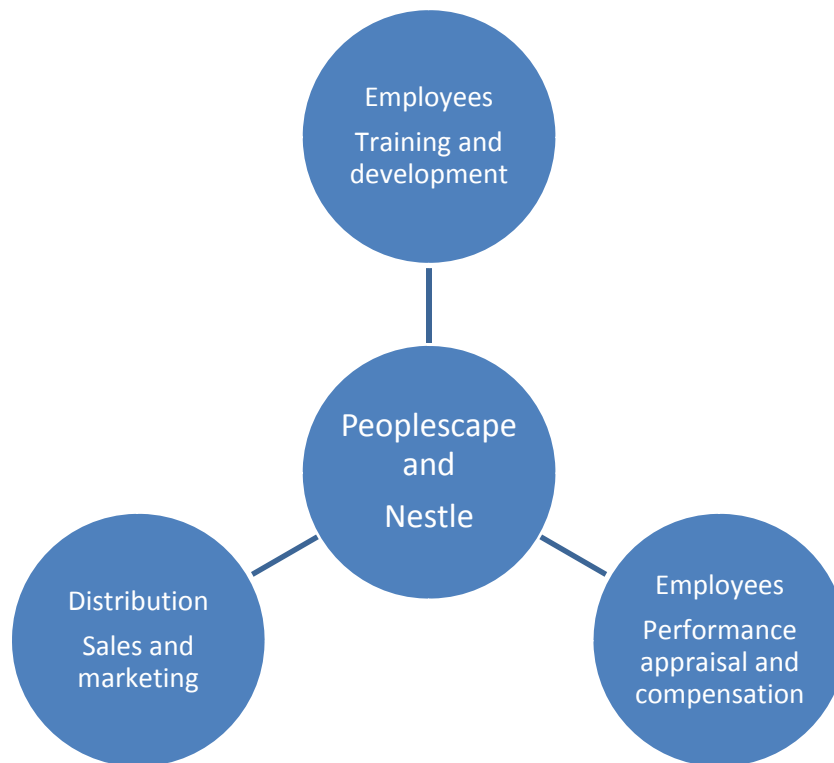 Employees
Training and
development
Peoplescape
and
Nestle
Distribution
Sales and
marketing
Employees
Performance
appraisal and
compensation